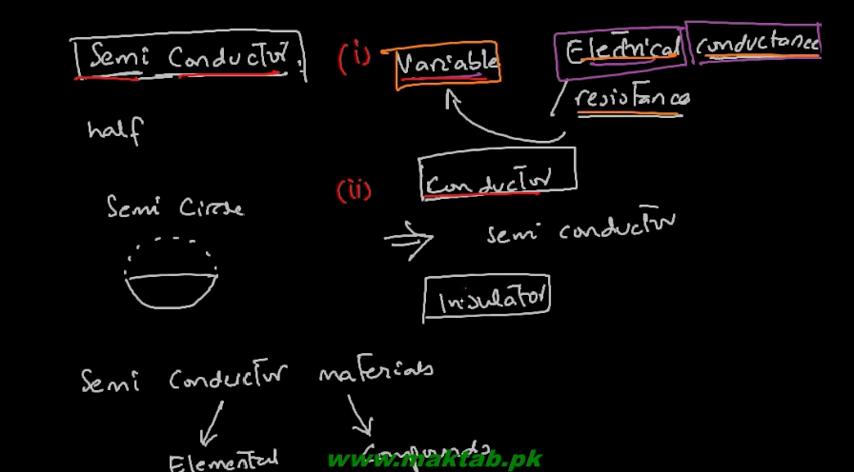 Semi Conductor.
(i) Variable
Electrical conductance
resistance
half
Conductor
(ii)
Semi Circle
semi conductor
Insulator
Semi Conductor materials
Elemental
Compounds
www.maktab.pk